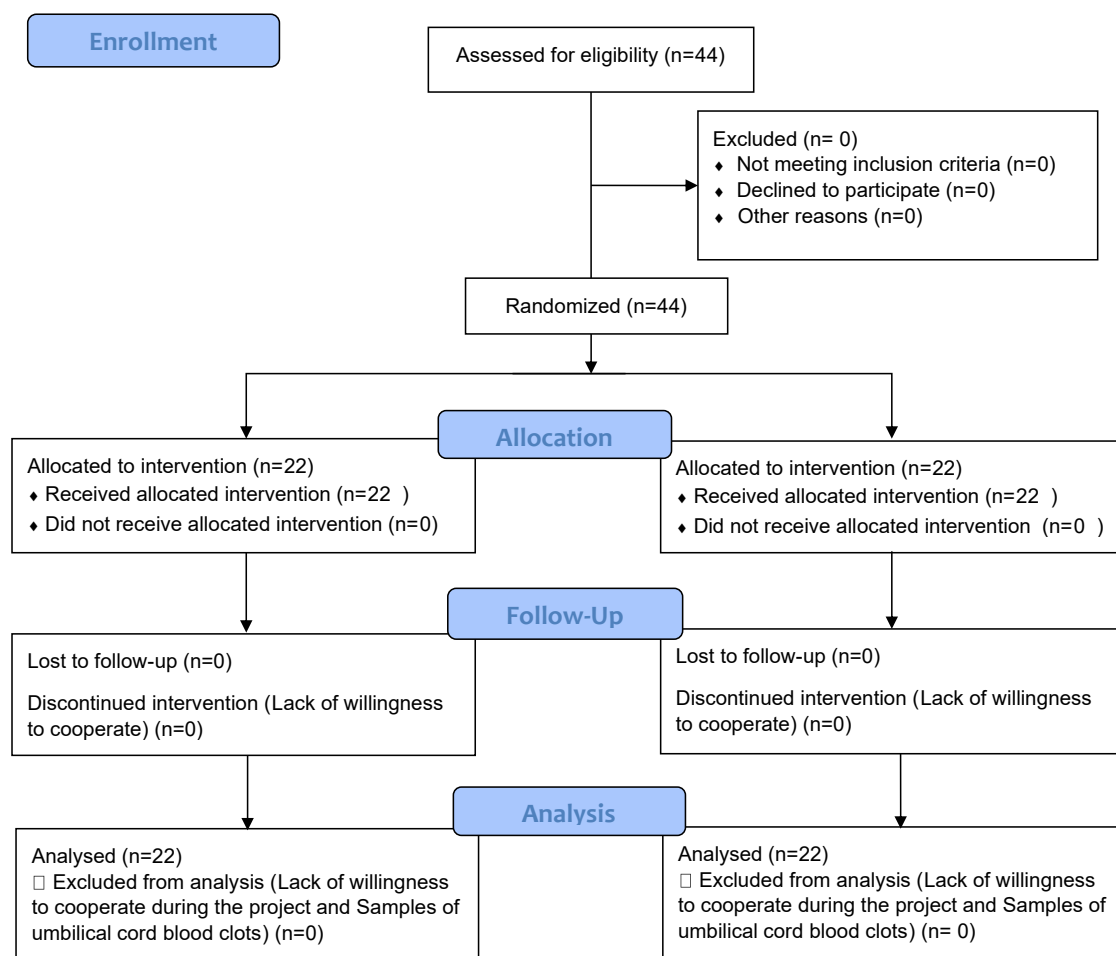 Enrollment
Assessed for eligibility (n=44)
Excluded (n= 0)
♦ Not meeting inclusion criteria (n=0)
♦ Declined to participate (n=0)
♦ Other reasons (n=0)
Randomized (n=44)
Allocation
Allocated to intervention (n=22)
♦ Received allocated intervention (n=22 )
♦ Did not receive allocated intervention (n=0)
Allocated to intervention (n=22)
♦ Received allocated intervention (n=22 )
♦ Did not receive allocated intervention (n=0 )
Follow-Up
Lost to follow-up (n=0)
Discontinued intervention (Lack of willingness
to cooperate) (n=0)
Lost to follow-up (n=0)
Discontinued intervention (Lack of willingness
to cooperate) (n=0)
Analysis
Analysed (n=22)
□ Excluded from analysis (Lack of willingness
to cooperate during the project and Samples of
umbilical cord blood clots) (n=0)
Analysed (n=22)
□ Excluded from analysis (Lack of willingness
to cooperate during the project and Samples of
umbilical cord blood clots) (n= 0)